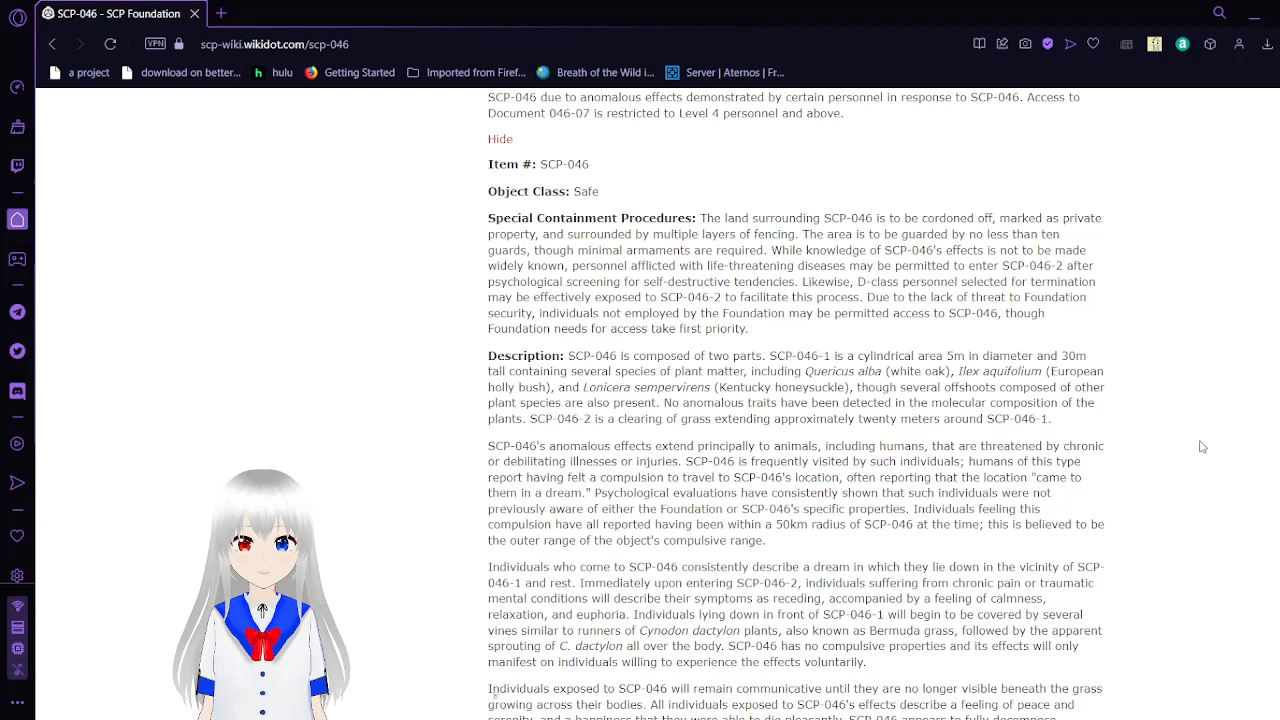 SCP-046 - SCP Foundation
VPN
scp-wiki.wikidot.com/scp-046
a project
download on better...
hulu
Getting Started
Imported from Firef...
Breath of the Wild i...
Server | Aternos | Fr...
SCP-046 due to anomalous effects demonstrated by certain personnel in response to SCP-046. Access to
Document 046-07 is restricted to Level 4 personnel and above.
Hide
Item #: SCP-046
Object Class: Safe
Special Containment Procedures: The land surrounding SCP-046 is to be cordoned off, marked as private
property, and surrounded by multiple layers of fencing. The area is to be guarded by no less than ten
guards, though minimal armaments are required. While knowledge of SCP-046's effects is not to be made
widely known, personnel afflicted with life-threatening diseases may be permitted to enter SCP-046-2 after
psychological screening for self-destructive tendencies. Likewise, D-class personnel selected for termination
may be effectively exposed to SCP-046-2 to facilitate this process. Due to the lack of threat to Foundation
security, individuals not employed by the Foundation may be permitted access to SCP-046, though
Foundation needs for access take first priority.
Description: SCP-046 is composed of two parts. SCP-046-1 is a cylindrical area 5m in diameter and 30m
tall containing several species of plant matter, including Quericus alba (white oak), Ilex aquifolium (European
holly bush), and Lonicera sempervirens (Kentucky honeysuckle), though several offshoots composed of other
plant species are also present. No anomalous traits have been detected in the molecular composition of the
plants. SCP-046-2 is a clearing of grass extending approximately twenty meters around SCP-046-1.
SCP-046's anomalous effects extend principally to animals, including humans, that are threatened by chronic
or debilitating illnesses or injuries. SCP-046 is frequently visited by such individuals; humans of this type
report having felt a compulsion to travel to SCP-046's location, often reporting that the location "came to
them in a dream." Psychological evaluations have consistently shown that such individuals were not
previously aware of either the Foundation or SCP-046's specific properties. Individuals feeling this
compulsion have all reported having been within a 50km radius of SCP-046 at the time; this is believed to be
the outer range of the object's compulsive range.
Individuals who come to SCP-046 consistently describe a dream in which they lie down in the vicinity of SCP-
046-1 and rest. Immediately upon entering SCP-046-2, individuals suffering from chronic pain or traumatic
mental conditions will describe their symptoms as receding, accompanied by a feeling of calmness,
relaxation, and euphoria. Individuals lying down in front of SCP-046-1 will begin to be covered by several
vines similar to runners of Cynodon dactylon plants, also known as Bermuda grass, followed by the apparent
sprouting of C. dactylon all over the body. SCP-046 has no compulsive properties and its effects will only
manifest on individuals willing to experience the effects voluntarily.
Individuals exposed to SCP-046 will remain communicative until they are no longer visible beneath the grass
growing across their bodies. All individuals exposed to SCP-046's effects describe a feeling of peace and
serenity, and a happiness that they were able to die pleasantly. SCP-046 appears to fully decompose